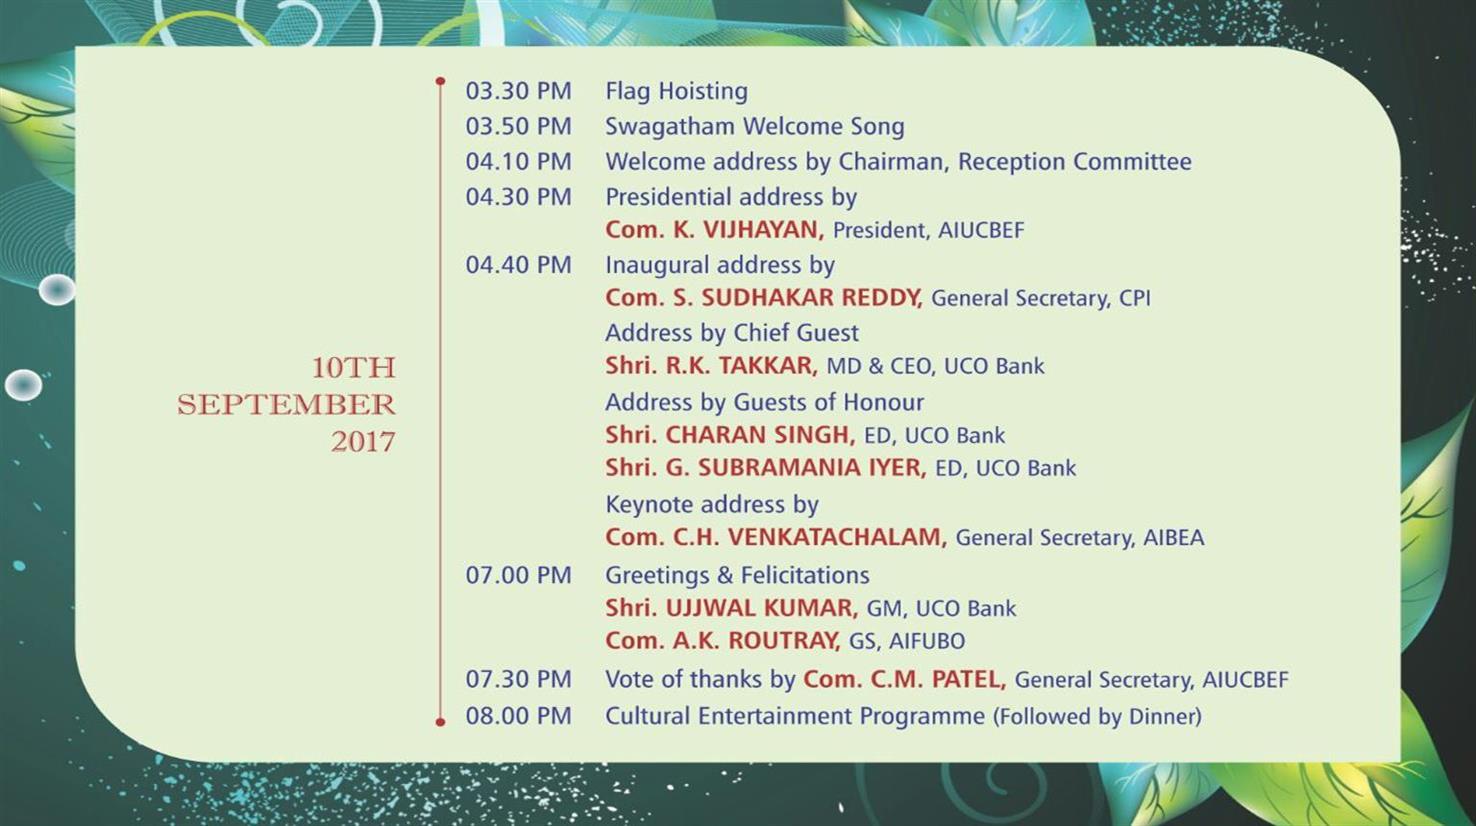 10TH
SEPTEMBER
2017
03.30 PM Flag Hoisting
03.50 PM Swagatham Welcome Song
04.10 PM Welcome address by Chairman, Reception Committee
04.30 PM Presidential address by
Com. K. VIJHAYAN, President, AIUCBEF
04.40 PM Inaugural address by
Com. S. SUDHAKAR REDDY, General Secretary, CPI
Address by Chief Guest
Shri. R.K. TAKKAR, MD & CEO, UCO Bank
Address by Guests of Honour
Shri. CHARAN SINGH, ED, UCO Bank
Shri. G. SUBRAMANIA IYER, ED, UCO Bank
Keynote address by
Com. C.H. VENKATACHALAM, General Secretary, AIBEA
07.00 PM Greetings & Felicitations
Shri. UJJWAL KUMAR, GM, UCO Bank
Com. A.K. ROUTRAY, GS, AIFUBO
07.30 PM Vote of thanks by Com. C.M. PATEL, General Secretary, AIUCBEF
08.00 PM Cultural Entertainment Programme (Followed by Dinner)